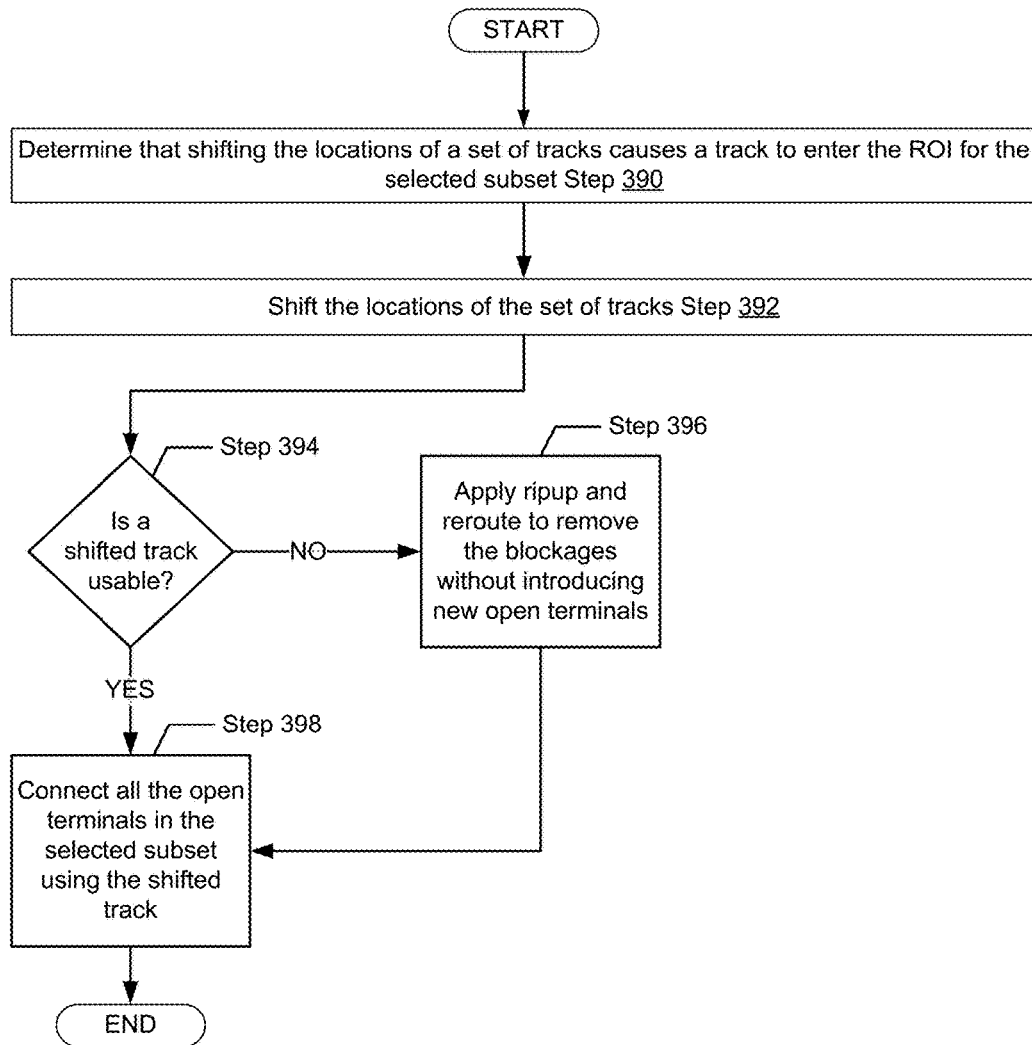 START
Determine that shifting the locations of a set of tracks causes a track to enter the ROI for the
selected subset Step 390
Shift the locations of the set of tracks Step 392
Step 394
Is a
shifted track
usable?
NO
Step 396
Apply ripup and
reroute to remove
the blockages
without introducing
new open terminals
YES
Step 398
Connect all the open
terminals in the
selected subset
using the shifted
track
END